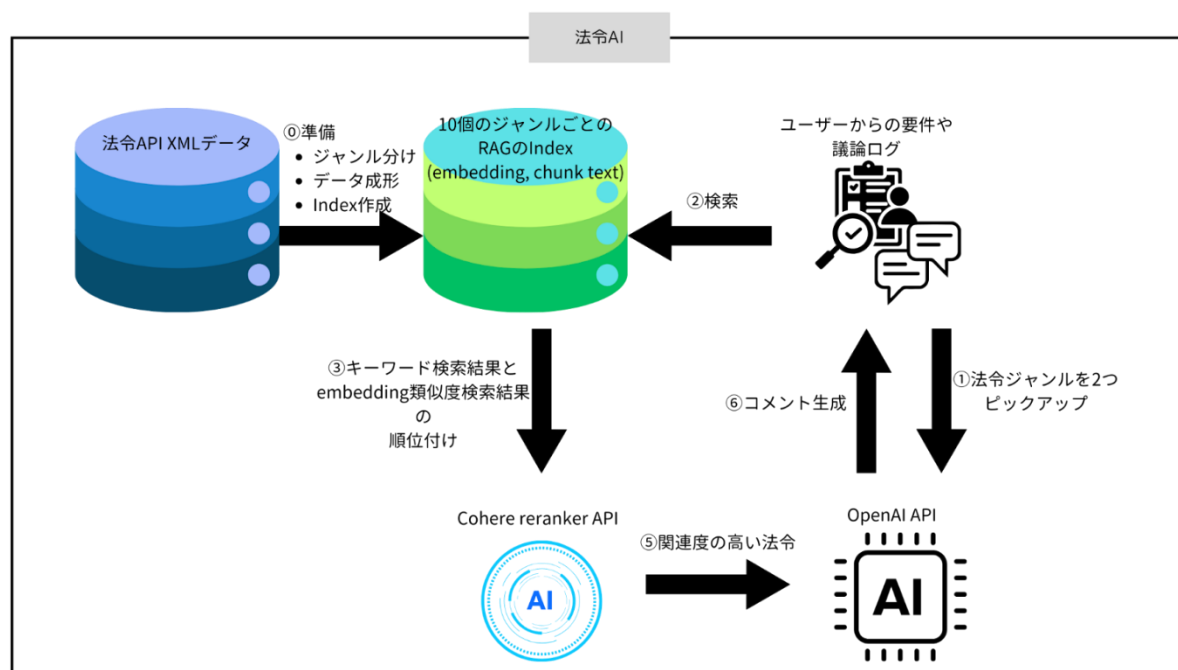 法令AI
法令API XMLデータ
⓪準備
• ジャンル分け
• データ成形
• Index作成
10個のジャンルごとの
RAGのIndex
(embedding, chunk text)
②検索
ユーザーからの要件や
議論ログ
③キーワード検索結果と
embedding類似度検索結果
の
順位付け
⑥コメント生成
①法令ジャンルを2つ
ピックアップ
Cohere reranker API
AI
⑤関連度の高い法令
OpenAI API
AI